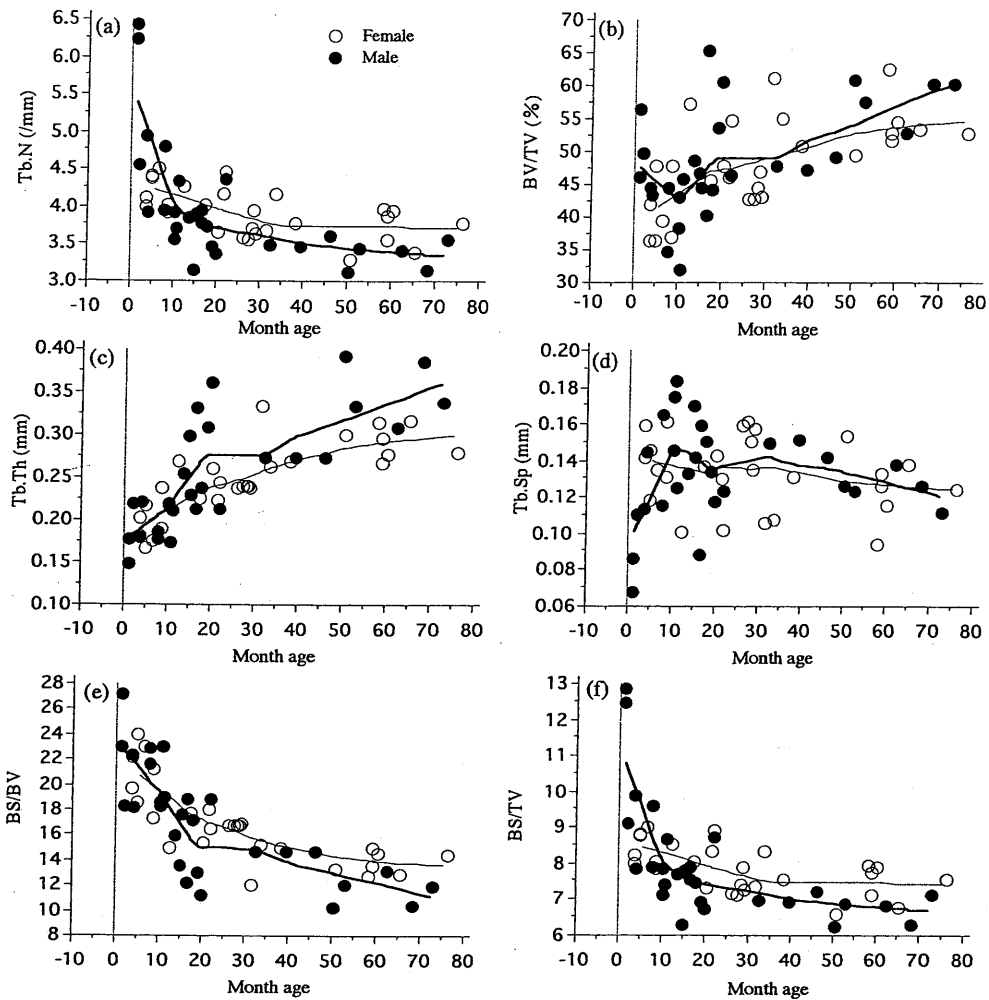 (a)
Female
Male
Tb.N (/mm)
6.5
6.0
5.5
5.0
4.5
4.0
3.5
3.0
-10 0 10 20 30 40 50 60 70 80
Month age
(b)
BV/TV (%)
70
65
60
55
50
45
40
35
30
-10 0 10 20 30 40 50 60 70 80
Month age
(c)
Tb.Th (mm)
0.40
0.35
0.30
0.25
0.20
0.15
0.10
-10 0 10 20 30 40 50 60 70 80
Month age
(d)
Tb.Sp (mm)
0.20
0.18
0.16
0.14
0.12
0.10
0.08
0.06
-10 0 10 20 30 40 50 60 70 80
Month age
(e)
BS/BV
28
26
24
22
20
18
16
14
12
10
8
-10 0 10 20 30 40 50 60 70 80
Month age
(f)
BS/TV
13
12
11
10
9
8
7
6
-10 0 10 20 30 40 50 60 70 80
Month age